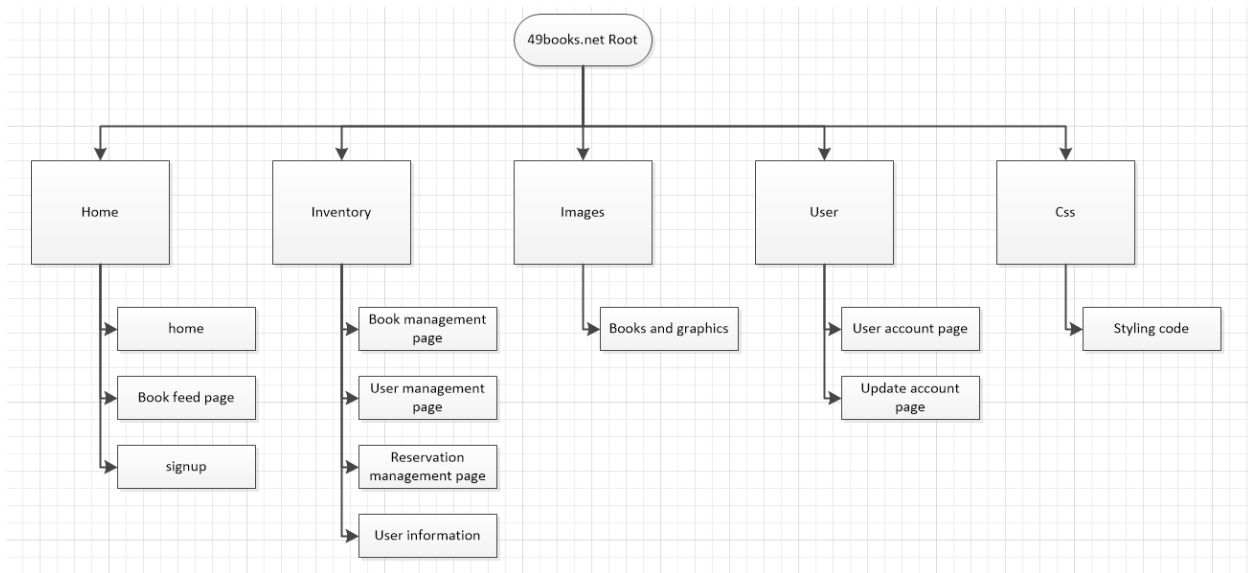 49books.net Root
Home
Inventory
Images
User
Css
home
Book feed page
signup
Book management
page
User management
page
Reservation
management page
User information
Books and graphics
User account page
Update account
page
Styling code